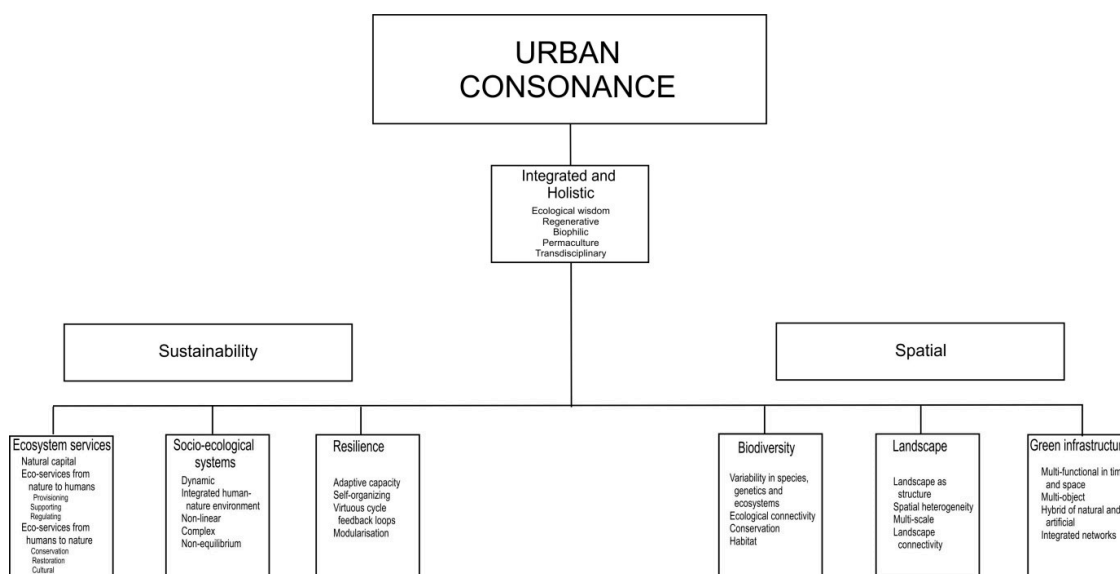 URBAN
CONSONANCE
Integrated and
Holistic
Ecological wisdom
Regenerative
Biophilic
Permaculture
Transdisciplinary
Sustainability
Spatial
Ecosystem services
Natural capital
Eco-services from
nature to humans
Provisioning
Supporting
Regulating
Eco-services from
humans to nature
Conservation
Restoration
Cultural
Socio-ecological
systems
Dynamic
Integrated human-
nature environment
Non-linear
Complex
Non-equilibrium
Resilience
Adaptive capacity
Self-organizing
Virtuous cycle
feedback loops
Modularisation
Biodiversity
Variability in species,
genetics and
ecosystems
Ecological connectivity
Conservation
Habitat
Landscape
Landscape as
structure
Spatial heterogeneity
Multi-scale
Landscape
connectivity
Green infrastructur
Multi-functional in tim
and space
Multi-object
Hybrid of natural and
artificial
Integrated networks